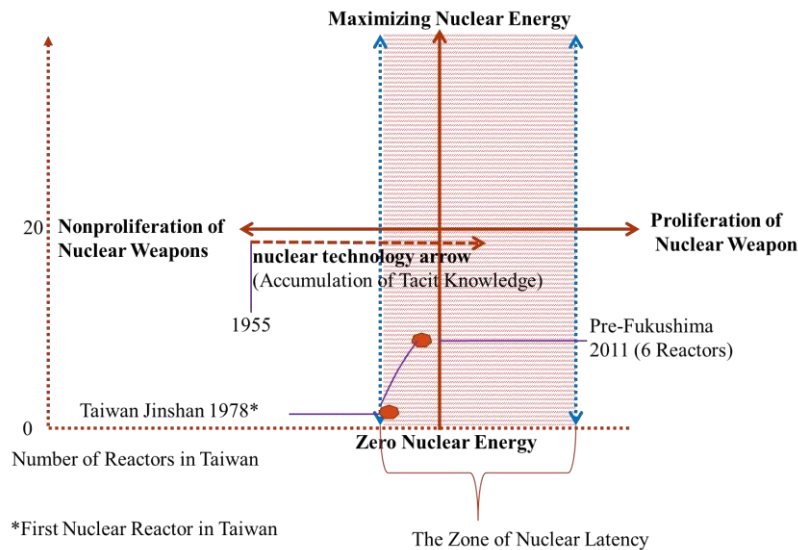 Maximizing Nuclear Energy
20
Nonproliferation of
Nuclear Weapons
Proliferation of
Nuclear Weapon
nuclear technology arrow
(Accumulation of Tacit Knowledge)
1955
Pre-Fukushima
2011 (6 Reactors)
Taiwan Jinshan 1978*
0
Zero Nuclear Energy
Number of Reactors in Taiwan
*First Nuclear Reactor in Taiwan
The Zone of Nuclear Latency